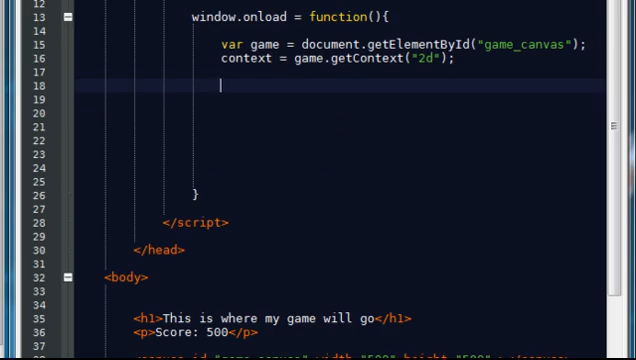 12
13 window.onload = function(){
14
15 var game = document.getElementById("game_canvas");
16 context = game.getContext("2d");
17
18
19
20
21
22
23
24
25
26 }
27
28 </script>
29
30 </head>
31
32 <body>
33
34
35 <h1>This is where my game will go</h1>
36 <p>Score: 500</p>